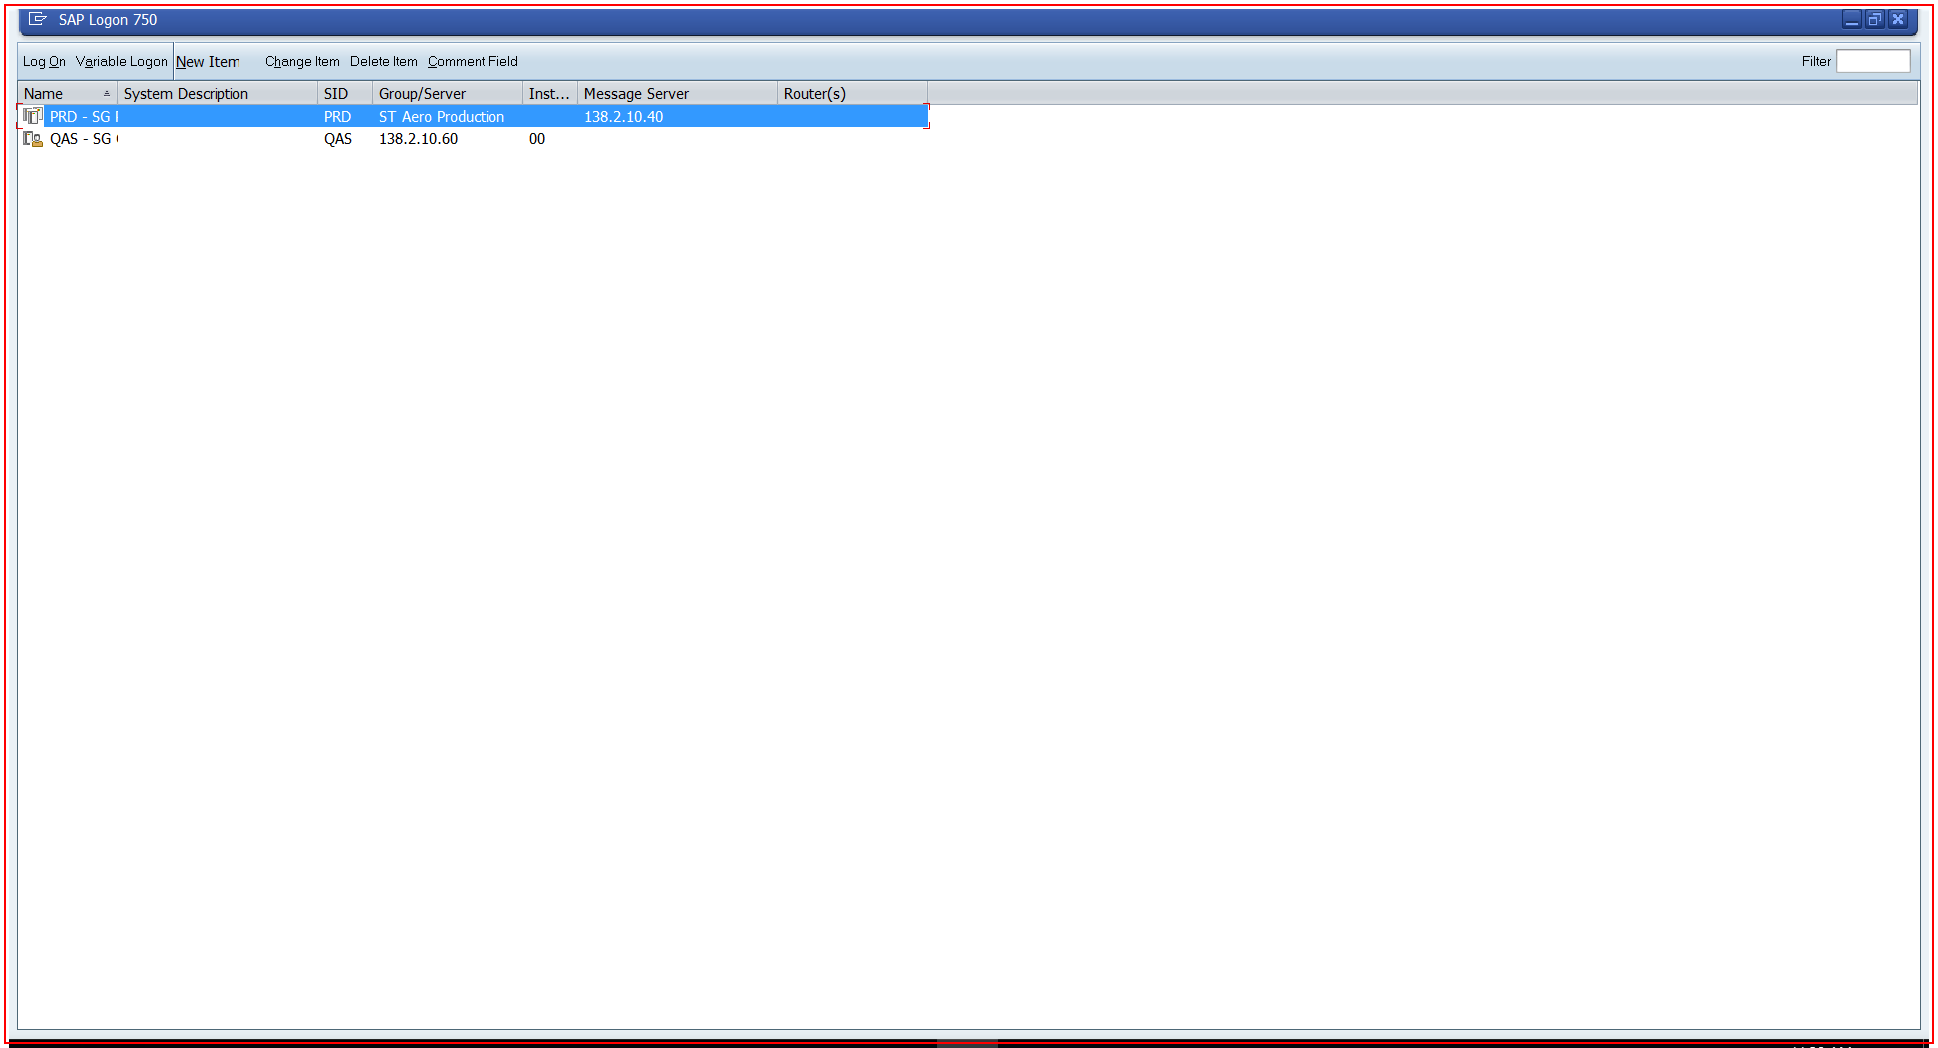 SAP Logon 750
Log On Variable Logon New Item Change Item Delete Item Comment Field Filter
Name System Description SID Group/Server Inst... Message Server Router(s)
PRD - SG PRD ST Aero Production 138.2.10.40
QAS - SG QAS 138.2.10.60 00